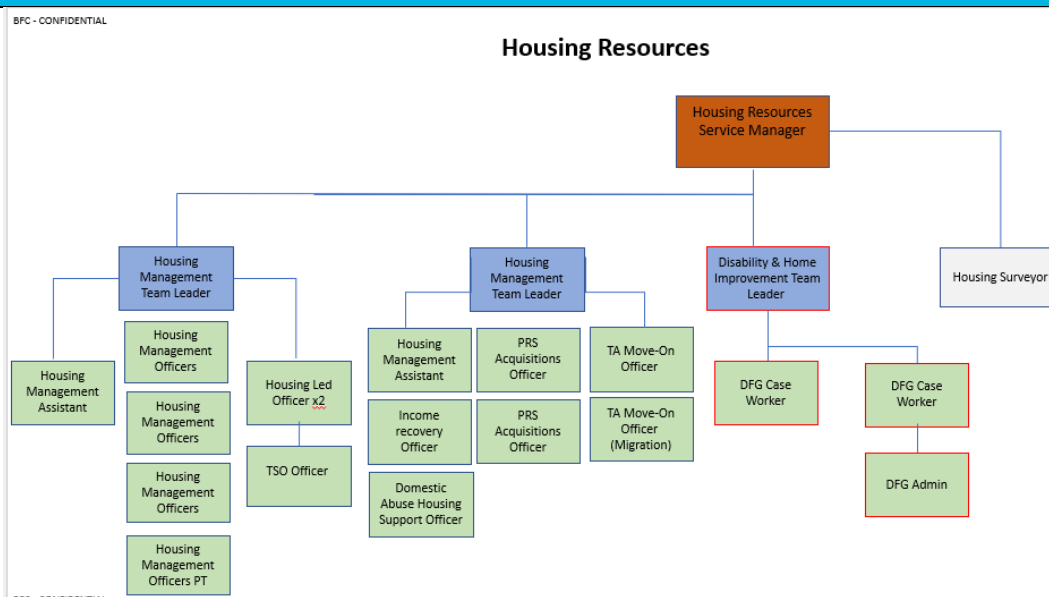 BFC - CONFIDENTIAL
Housing Resources
Housing Resources
Service Manager
Housing
Management
Team Leader
Housing
Management
Team Leader
Disability & Home
Improvement Team
Leader
Housing Surveyor
Housing
Management
Assistant
Housing
Management
Officers
Housing
Management
Officers
Housing
Management
Officers
Housing
Management
Officers PT
Housing Led
Officer x2
TSO Officer
Housing
Management
Assistant
Income
recovery
Officer
Domestic
Abuse Housing
Support Officer
PRS
Acquisitions
Officer
PRS
Acquisitions
Officer
TA Move-On
Officer
TA Move-On
Officer
(Migration)
DFG Case
Worker
DFG Case
Worker
DFG Admin